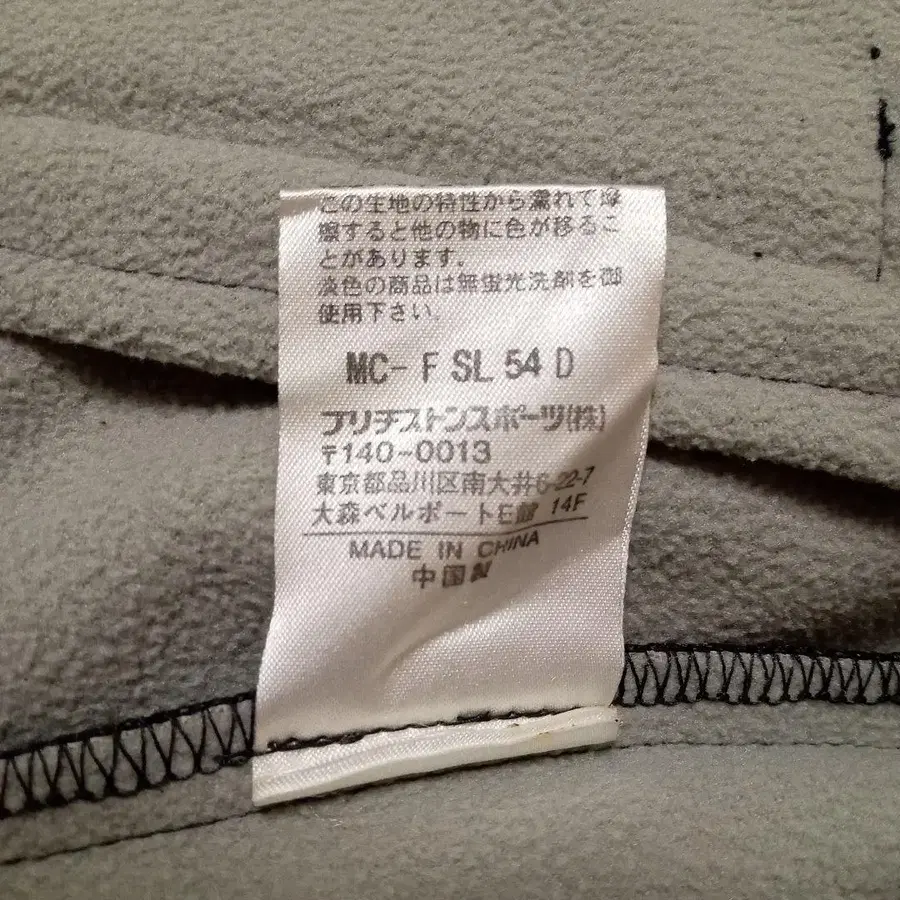 この生地の特性から濡れて摩
擦すると他の物に色が移るこ
とがあります.
淡色の商品は無蛍光洗剤を御
使用下さい.
MC- F SL 54 D
ブリヂストンスポーツ(株)
〒140-0013
東京都品川区南大井6-22-7
大森ベルポートE館 14F
MADE IN CHINA
中国製